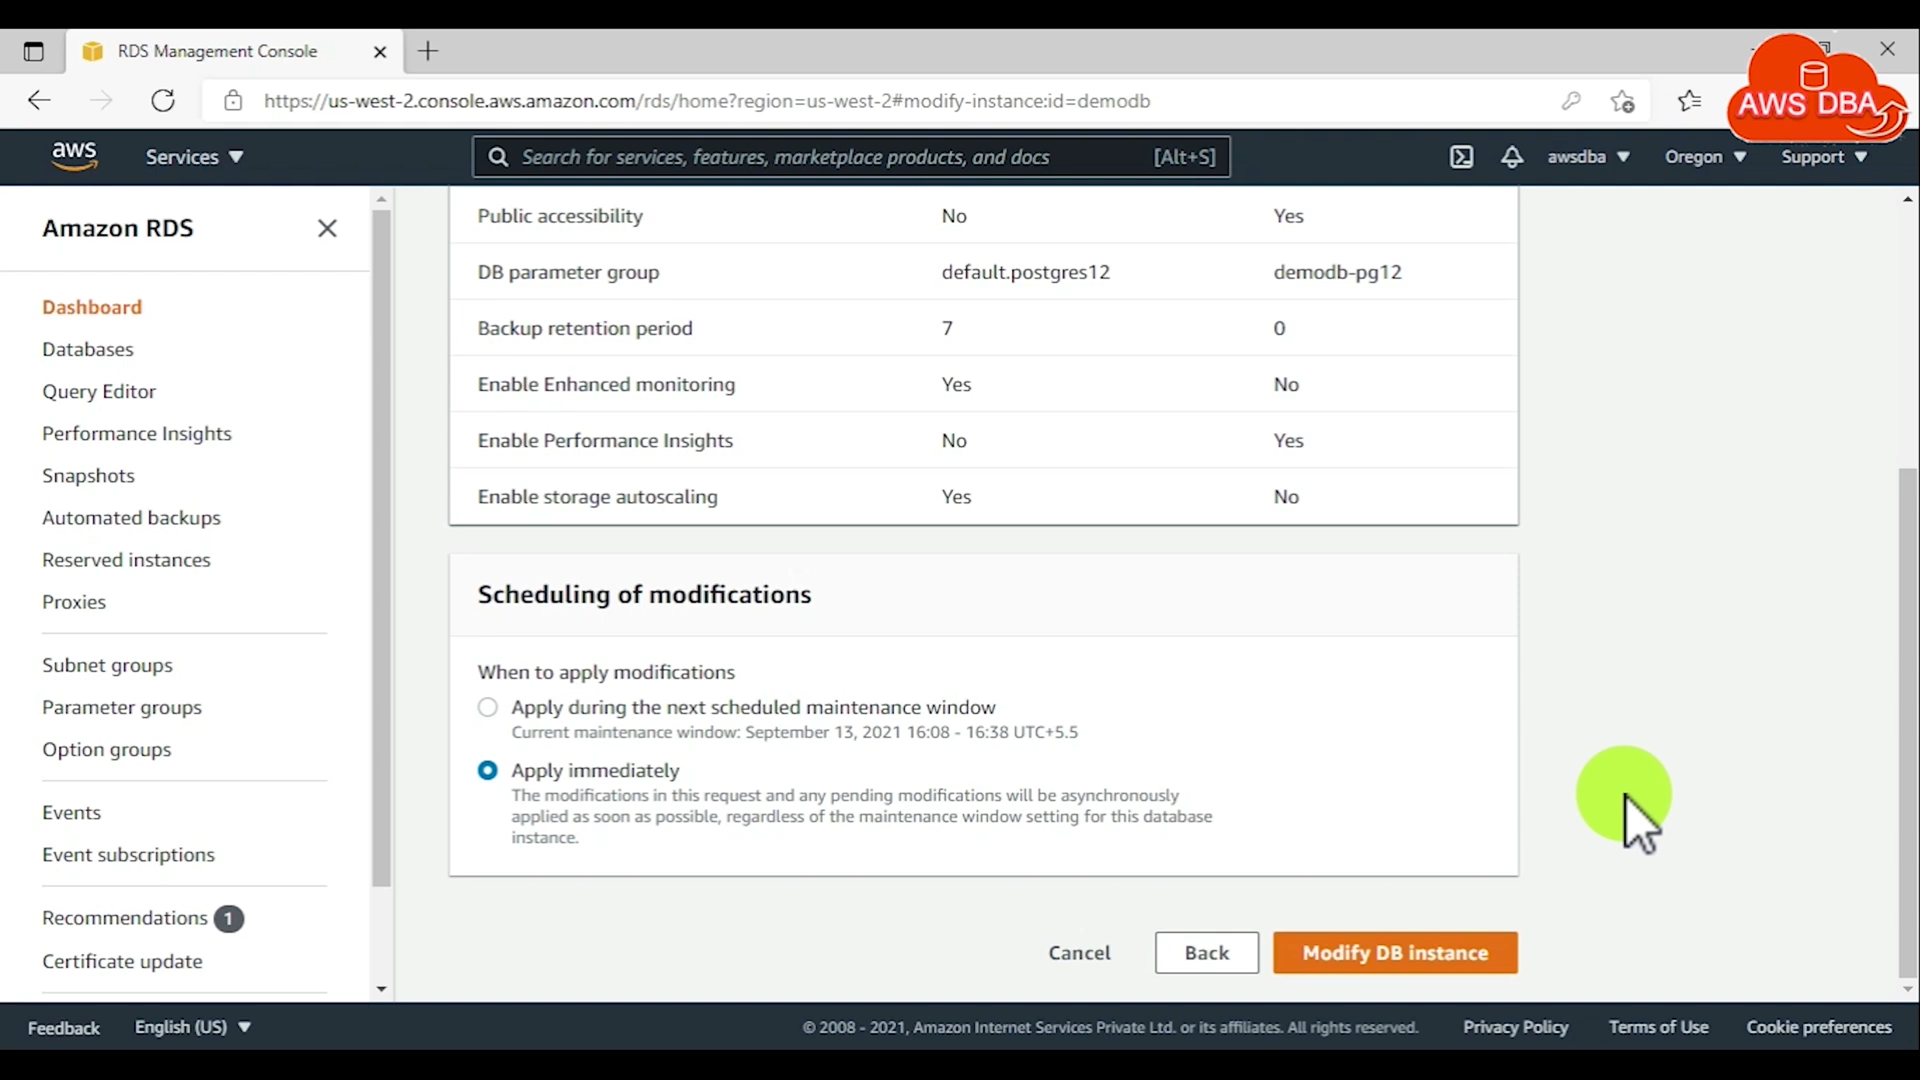 RDS Management Console
https://us-west-2.console.aws.amazon.com/rds/home?region=us-west-2#modify-instance:id=demodb
AWS DBA
aws
Services
Search for services, features, marketplace products, and docs
[Alt+S]
awsdba
Oregon
Support
Amazon RDS
Dashboard
Databases
Query Editor
Performance Insights
Snapshots
Automated backups
Reserved instances
Proxies
Subnet groups
Parameter groups
Option groups
Events
Event subscriptions
Recommendations 1
Certificate update
Public accessibility No Yes
DB parameter group default.postgres12 demodb-pg12
Backup retention period 7 0
Enable Enhanced monitoring Yes No
Enable Performance Insights No Yes
Enable storage autoscaling Yes No
Scheduling of modifications
When to apply modifications
Apply during the next scheduled maintenance window
Current maintenance window: September 13, 2021 16:08 - 16:38 UTC+5.5
Apply immediately
The modifications in this request and any pending modifications will be asynchronously
applied as soon as possible, regardless of the maintenance window setting for this database
instance.
Cancel
Back
Modify DB instance
Feedback
English (US)
© 2008 - 2021, Amazon Internet Services Private Ltd. or its affiliates. All rights reserved.
Privacy Policy
Terms of Use
Cookie preferences